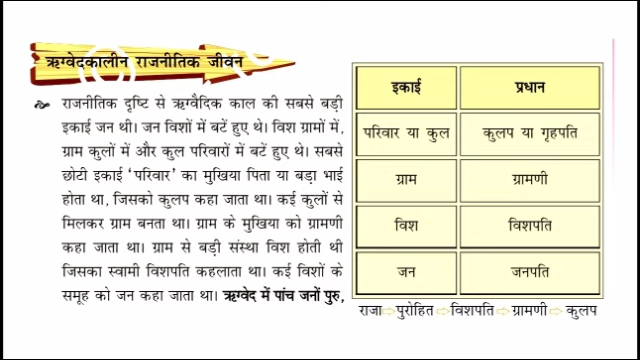 ऋग्वेदकालीन राजनीतिक जीवन
राजनीतिक दृष्टि से ऋग्वैदिक काल की सबसे बड़ी
इकाई जन थी। जन विशों में बटें हुए थे। विश ग्रामों में,
ग्राम कुलों में और कुल परिवारों में बटें हुए थे। सबसे
छोटी इकाई ‘परिवार’ का मुखिया पिता या बड़ा भाई
होता था, जिसको कुलप कहा जाता था। कई कुलों से
मिलकर ग्राम बनता था। ग्राम के मुखिया को ग्रामणी
कहा जाता था। ग्राम से बड़ी संस्था विश होती थी
जिसका स्वामी विशपति कहलाता था। कई विशों के
समूह को जन कहा जाता था। ऋग्वेद में पांच जनों पुरु,
इकाई प्रधान
परिवार या कुल कुलप या गृहपति
ग्राम ग्रामणी
विश विशपति
जन जनपति
राजा ⇨ पुरोहित ⇨ विशपति ⇨ ग्रामणी ⇨ कुलप